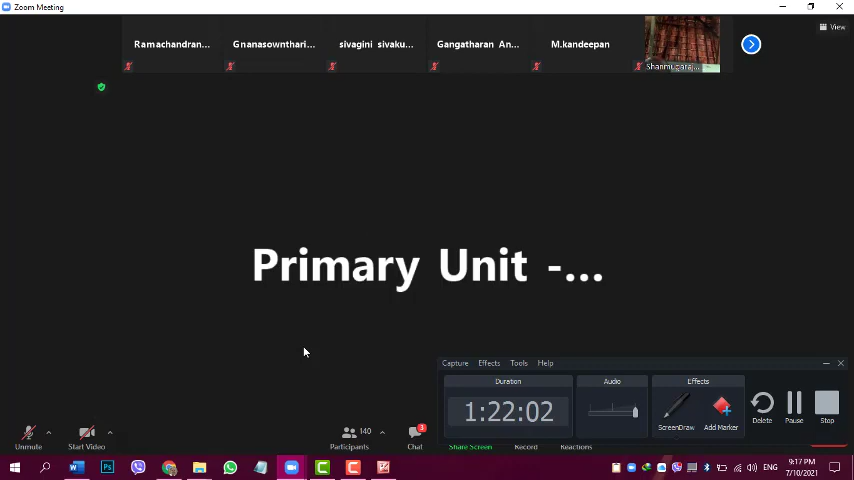 Zoom Meeting
View
Ramachandran...
Gnanasownthari...
sivagini sivaku...
Gangatharan An...
M.kandeepan
Shanmugaraj...
Primary Unit -...
Capture Effects Tools Help
Duration
Audio
Effects
1:22:02
ScreenDraw
Add Marker
Delete
Pause
Stop
Unmute
Start Video
140
Participants
3
Chat
Share Screen
Record
Reactions
ENG
9:17 PM
7/10/2021